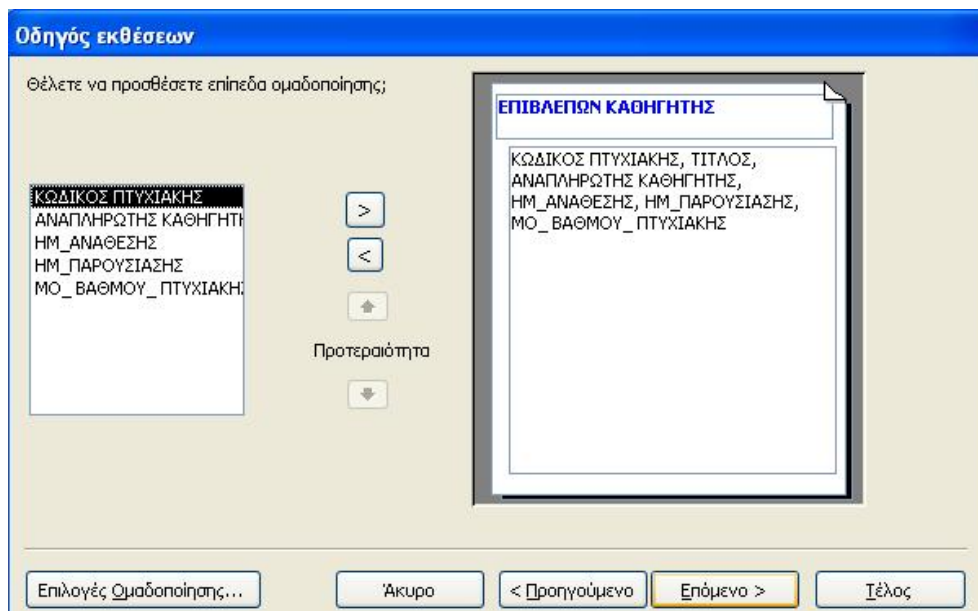 Οδηγός εκθέσεων
Θέλετε να προσθέσετε επίπεδα ομαδοποίησης;
ΚΩΔΙΚΟΣ ΠΤΥΧΙΑΚΗΣ
ΑΝΑΠΛΗΡΩΤΗΣ ΚΑΘΗΓΗΤΗ
ΗΜ_ΑΝΑΘΕΣΗΣ
ΗΜ_ΠΑΡΟΥΣΙΑΣΗΣ
ΜΟ_ ΒΑΘΜΟΥ_ ΠΤΥΧΙΑΚΗΣ
>
<
Προτεραιότητα
ΕΠΙΒΛΕΠΩΝ ΚΑΘΗΓΗΤΗΣ
ΚΩΔΙΚΟΣ ΠΤΥΧΙΑΚΗΣ, ΤΙΤΛΟΣ,
ΑΝΑΠΛΗΡΩΤΗΣ ΚΑΘΗΓΗΤΗΣ,
ΗΜ_ΑΝΑΘΕΣΗΣ, ΗΜ_ΠΑΡΟΥΣΙΑΣΗΣ,
ΜΟ_ ΒΑΘΜΟΥ_ ΠΤΥΧΙΑΚΗΣ
Επιλογές Ομαδοποίησης... Άκυρο < Προηγούμενο Επόμενο > Τέλος